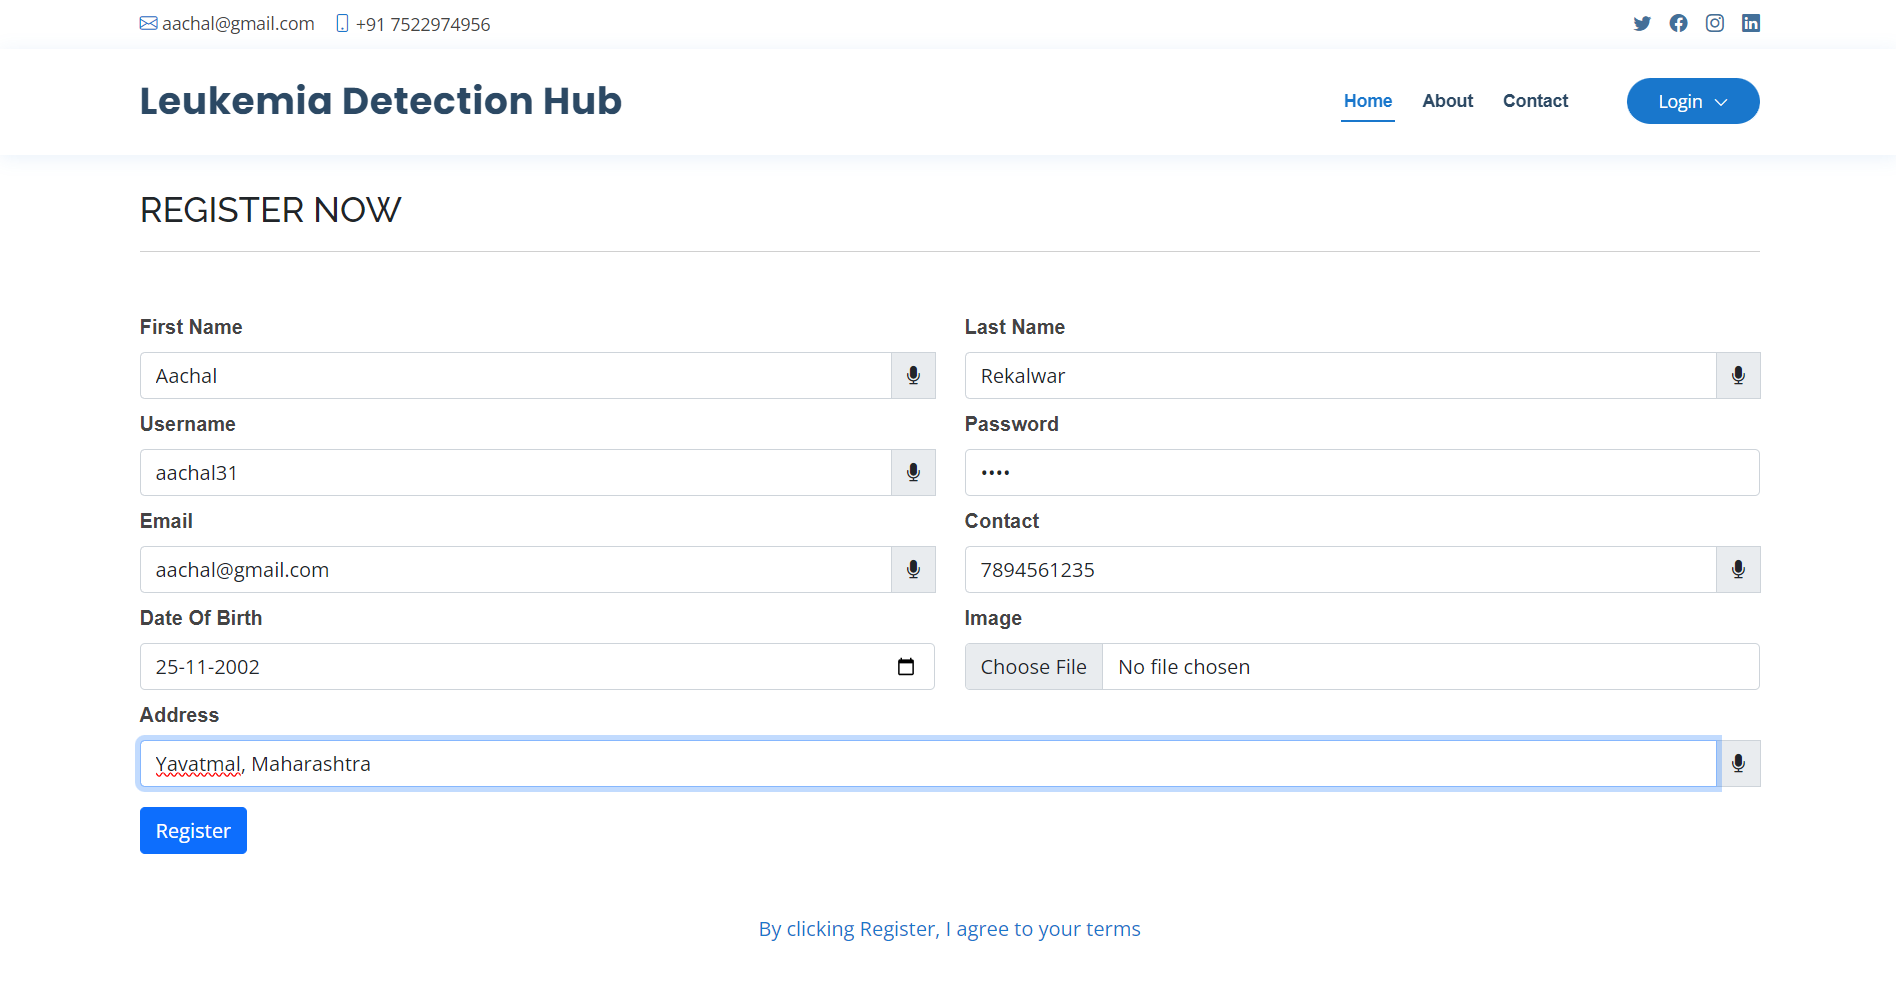 aachal@gmail.com +91 7522974956
Leukemia Detection Hub Home About Contact Login
REGISTER NOW
First Name Last Name
Aachal Rekalwar
Username Password
aachal31 ••••
Email Contact
aachal@gmail.com 7894561235
Date Of Birth Image
25-11-2002 Choose File No file chosen
Address
Yavatmal, Maharashtra
Register
By clicking Register, I agree to your terms